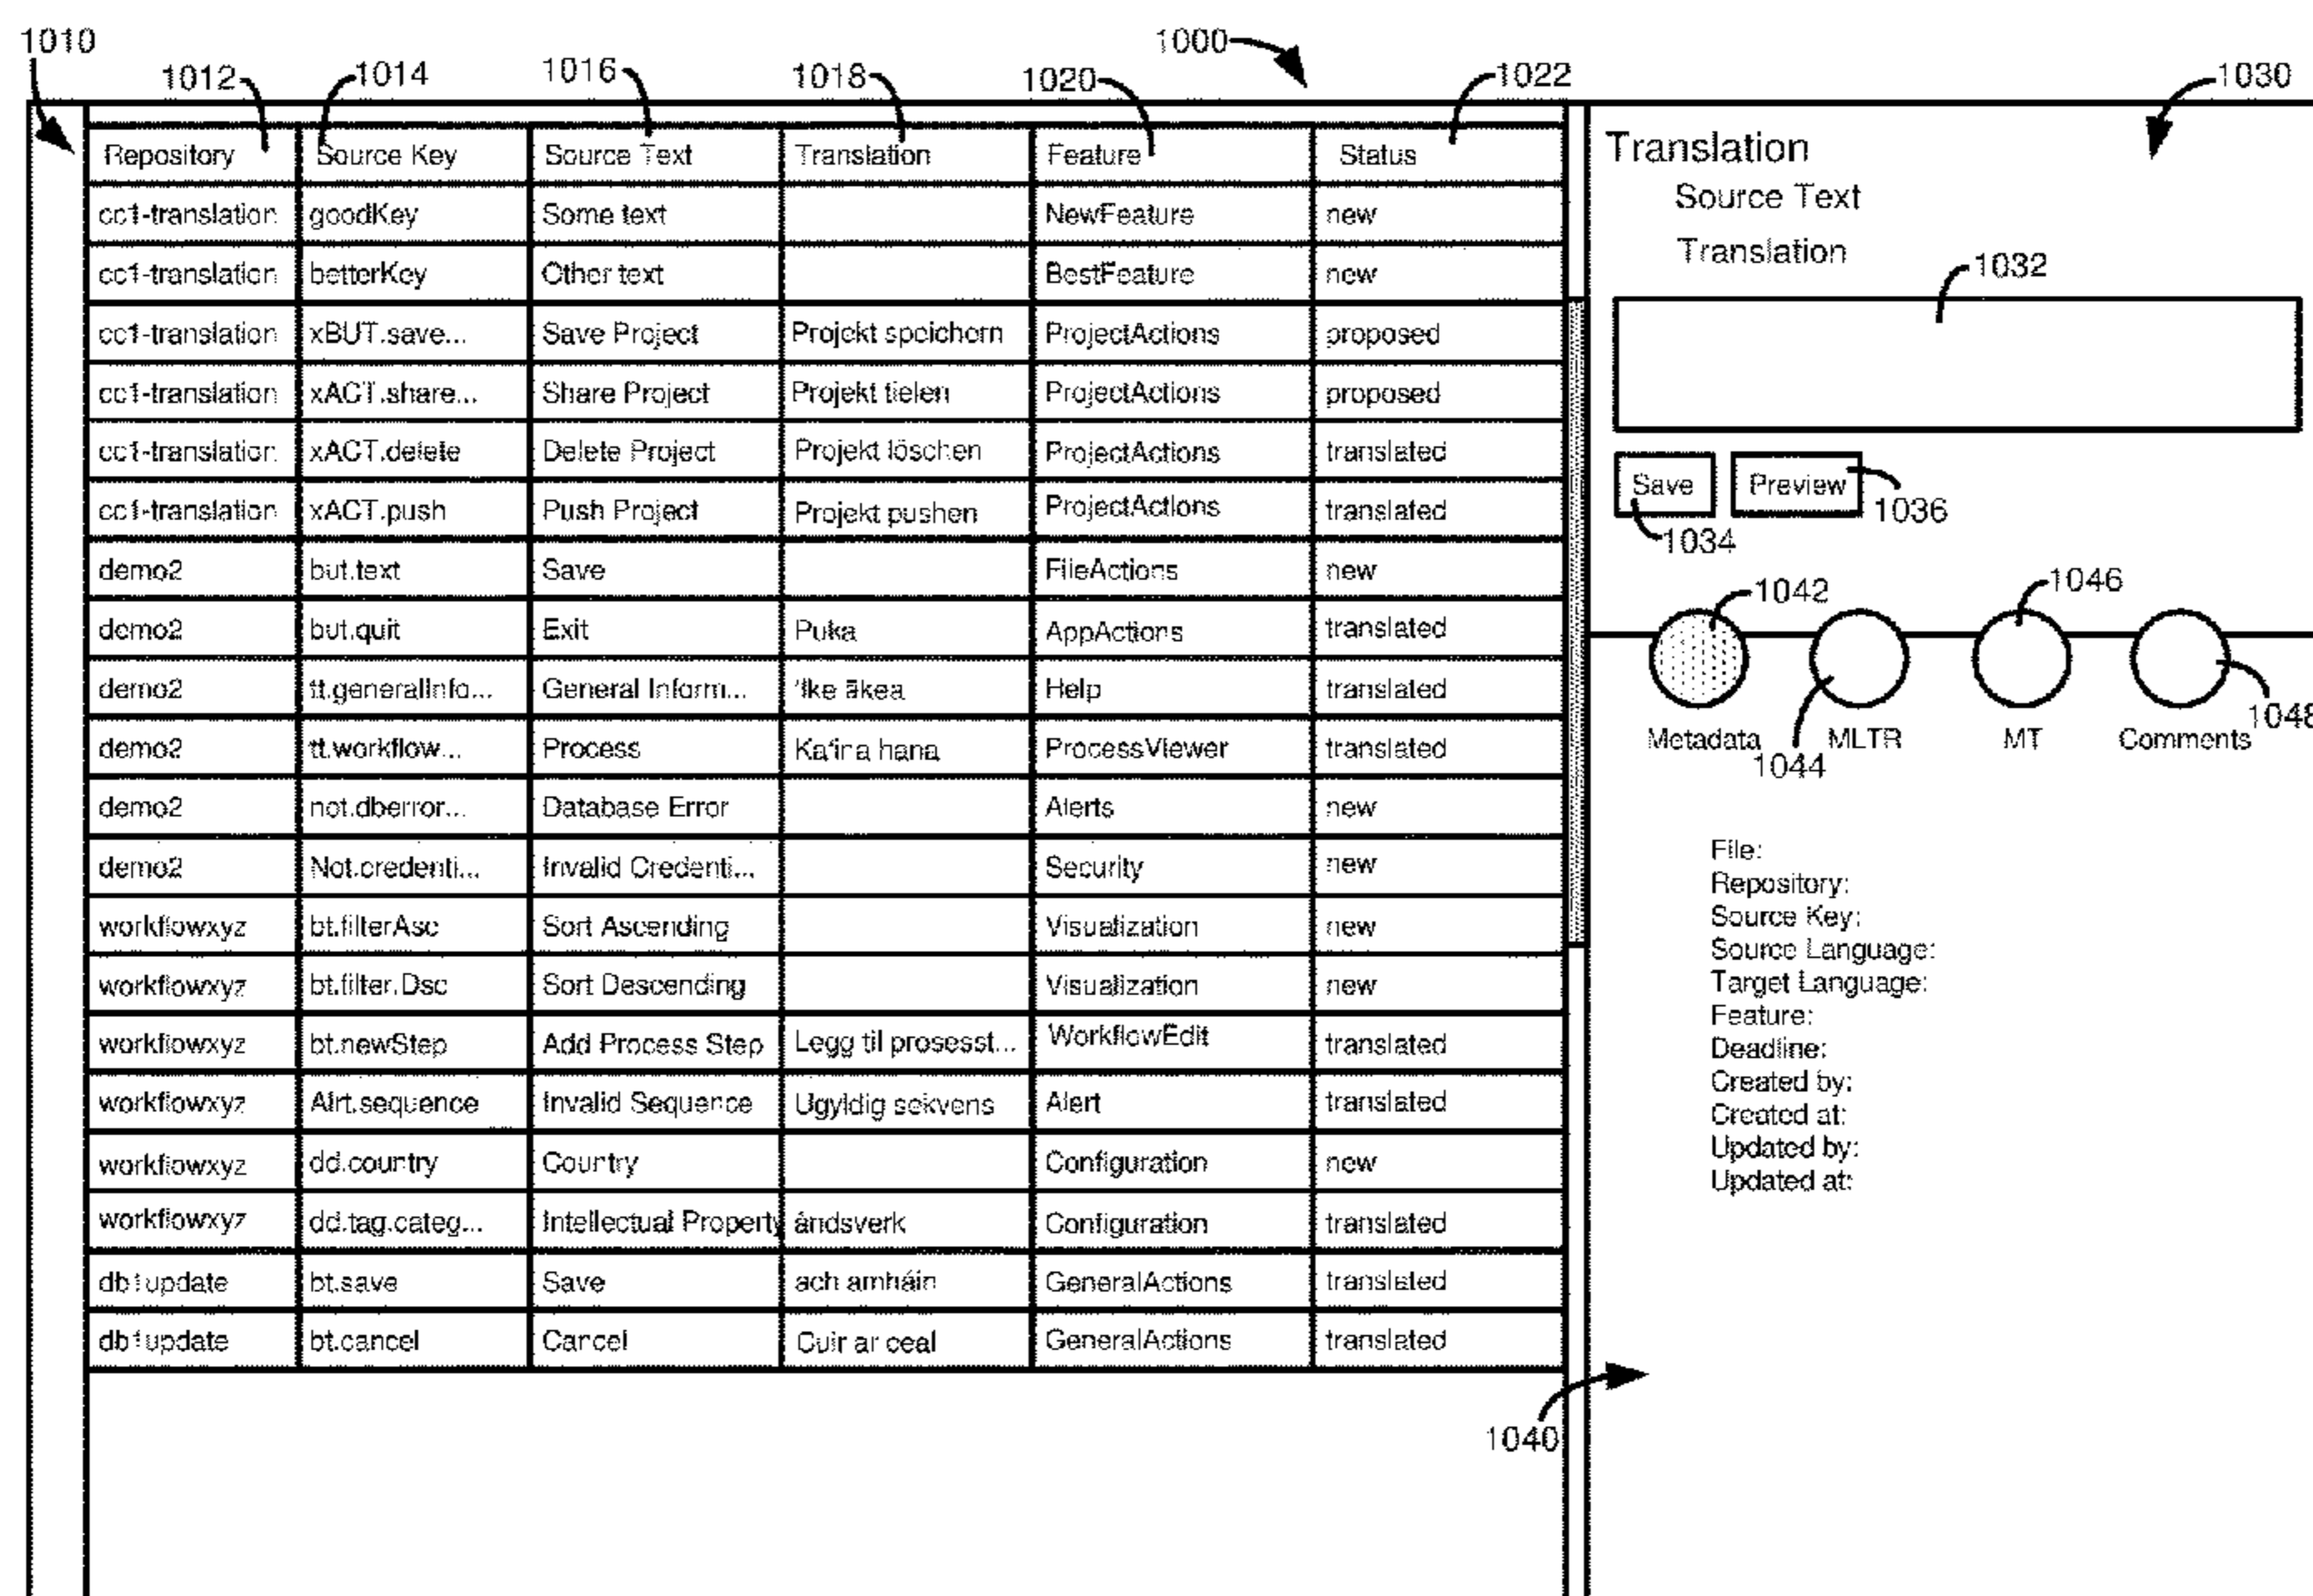 1010
1012 1014 1016 1018 1020 1000 1022 1030
Repository Source Key Source Text Translation Feature Status
cc1-translation goodKey Some text NewFeature new
cc1-translation betterKey Other text BestFeature new
cc1-translation xBUT.save... Save Project Projekt speichern ProjectActions proposed
cc1-translation xACT.share... Share Project Projekt tielen ProjectActions proposed
cc1-translation xACT.delete Delete Project Projekt löschen ProjectActions translated
cc1-translation xACT.push Push Project Projekt pushen ProjectActions translated
demo2 but.text Save FileActions new
demo2 but.quit Exit Puka AppActions translated
demo2 tt.generalInfo... General Inform... 'Ike ākea Help translated
demo2 tt.workflow... Process Ka'ina hana ProcessViewer translated
demo2 not.dberror... Database Error Alerts new
demo2 Not.credenti... Invalid Credenti... Security new
workflowxyz bt.filterAsc Sort Ascending Visualization new
workflowxyz bt.filter.Dsc Sort Descending Visualization new
workflowxyz bt.newStep Add Process Step Legg til prosesst... WorkflowEdit translated
workflowxyz Alrt.sequence Invalid Sequence Ugyldig sekvens Alert translated
workflowxyz dd.country Country Configuration new
workflowxyz dd.tag.categ... Intellectual Property åndsverk Configuration translated
db1update bt.save Save ach amháin GeneralActions translated
db1update bt.cancel Cancel Cuir ar ceal GeneralActions translated
Translation
Source Text
Translation
1032
Save Preview
1036
1034
1042 1046
1048
Metadata MLTR MT Comments
1044
File:
Repository:
Source Key:
Source Language:
Target Language:
Feature:
Deadline:
Created by:
Created at:
Updated by:
Updated at:
1040